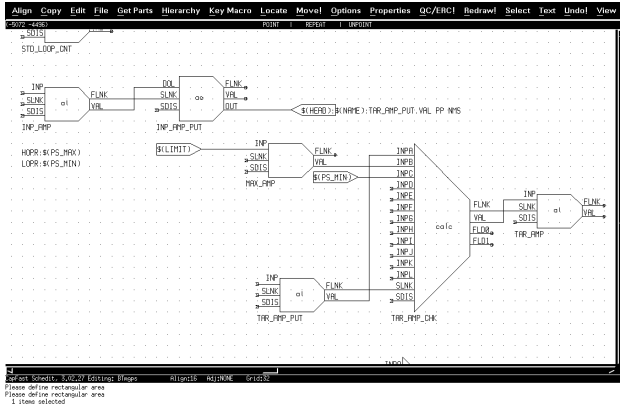 Align Copy Edit File Get Parts Hierarchy Key Macro Locate Move! Options Properties QC/ERC! Redraw! Select Text Undo! View
(-5072 -4496) POINT | REPEAT | UNPOINT
SDIS
STD_LOOP_CNT
INP
SLNK
SDIS
ai
FLNK
VAL
INP_AMP
DOL
SLNK
SDIS
ao
FLNK
VAL
OUT
INP_AMP_PUT
$(HEAD):$(NAME):TAR_AMP_PUT.VAL PP NMS
HOPR:$(PS_MAX)
LOPR:$(PS_MIN)
$(LIMIT)
INP
SLNK
SDIS
FLNK
VAL
MAX_AMP
$(PS_MIN)
INPA
INPB
INPC
INPD
INPE
INPF
INPG
INPH
INPI
INPJ
INPK
INPL
SLNK
SDIS
calc
FLNK
VAL
FLD0
FLD1
TAR_AMP_CHK
INP
SLNK
SDIS
ai
FLNK
VAL
TAR_AMP
INP
SLNK
SDIS
ai
FLNK
VAL
TAR_AMP_PUT
CapFast Schedit, 3.02.27 Editing: BTmgps Align:16 Adj:NONE Grid:32
Please define rectangular area
Please define rectangular area
1 items selected